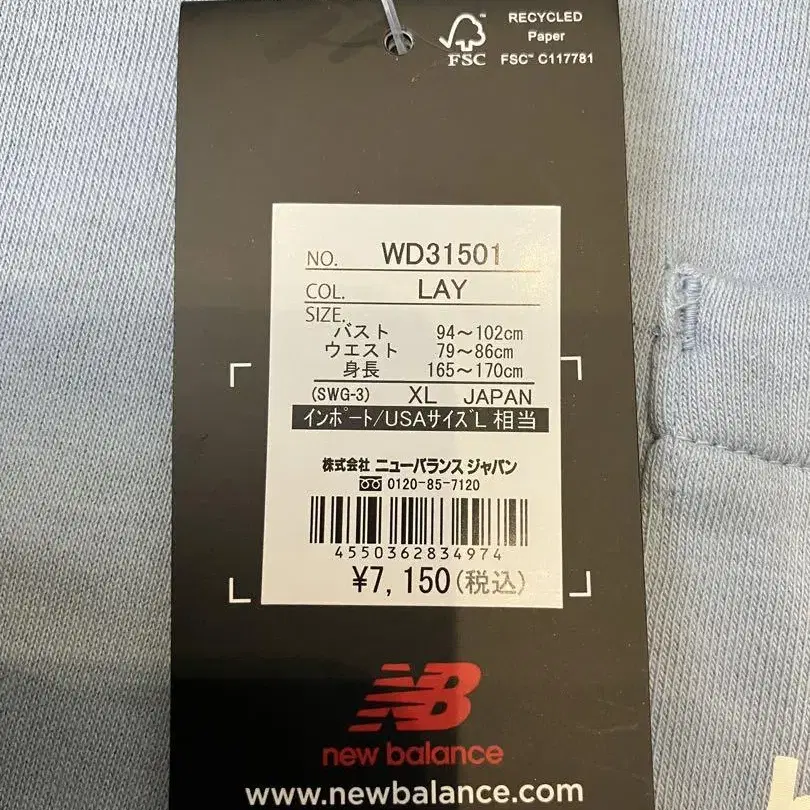 RECYCLED
Paper
FSC™ C117781
FSC
NO. WD31501
COL. LAY
SIZE.
バスト 94～102cm
ウエスト 79～86cm
身長 165～170cm
(SWG-3) XL JAPAN
インポート/USAサイズL 相当
株式会社 ニューバランス ジャパン
0120-85-7120
4550362834974
¥7,150(税込)
NB
new balance
www.newbalance.com